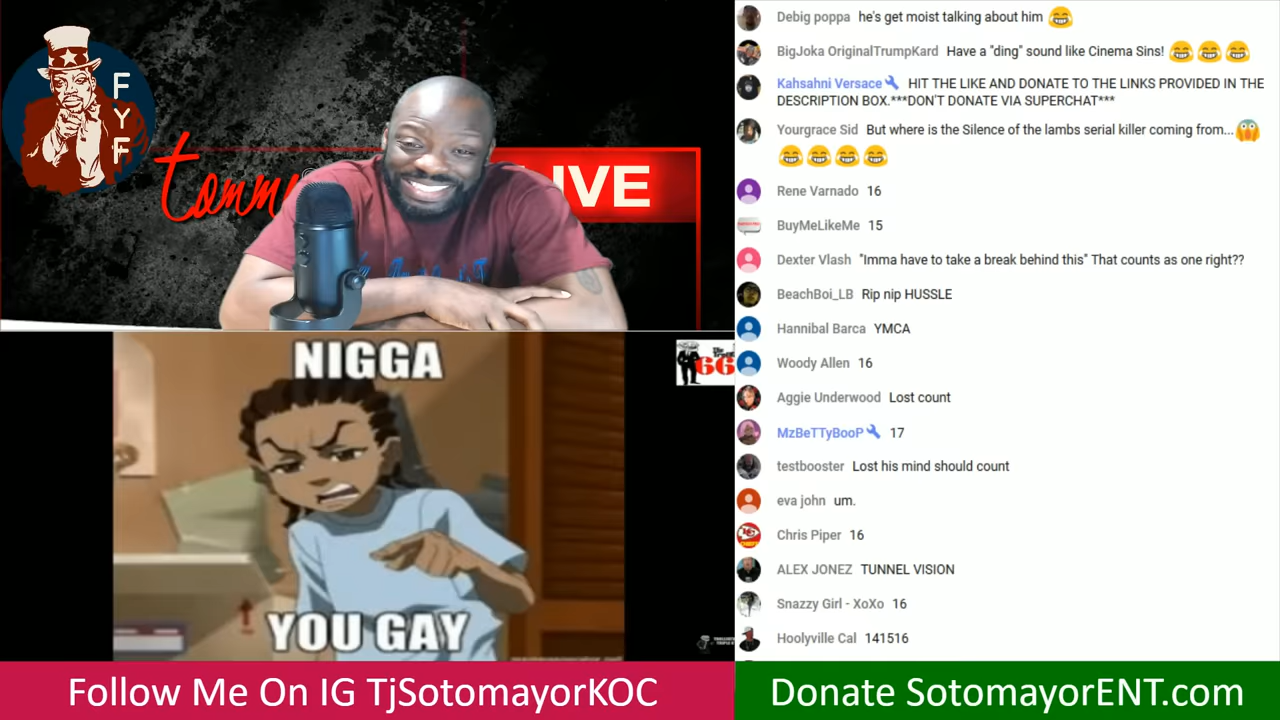 FYF
tommy
LIVE
NIGGA
66
YOU GAY
Follow Me On IG TjSotomayorKOC
Debig poppa he's get moist talking about him 😂
BigJoka OriginalTrumpKard Have a "ding" sound like Cinema Sins! 😂😂😂
Kahsahni Versace HIT THE LIKE AND DONATE TO THE LINKS PROVIDED IN THE
DESCRIPTION BOX.***DON'T DONATE VIA SUPERCHAT***
Yourgrace Sid But where is the Silence of the lambs serial killer coming from...😱
😂😂😂😂
Rene Varnado 16
BuyMeLikeMe 15
Dexter Vlash "Imma have to take a break behind this" That counts as one right??
BeachBoi_LB Rip nip HUSSLE
Hannibal Barca YMCA
Woody Allen 16
Aggie Underwood Lost count
MzBeTTyBooP 17
testbooster Lost his mind should count
eva john um.
Chris Piper 16
ALEX JONEZ TUNNEL VISION
Snazzy Girl - XoXo 16
Hoolyville Cal 141516
Donate SotomayorENT.com